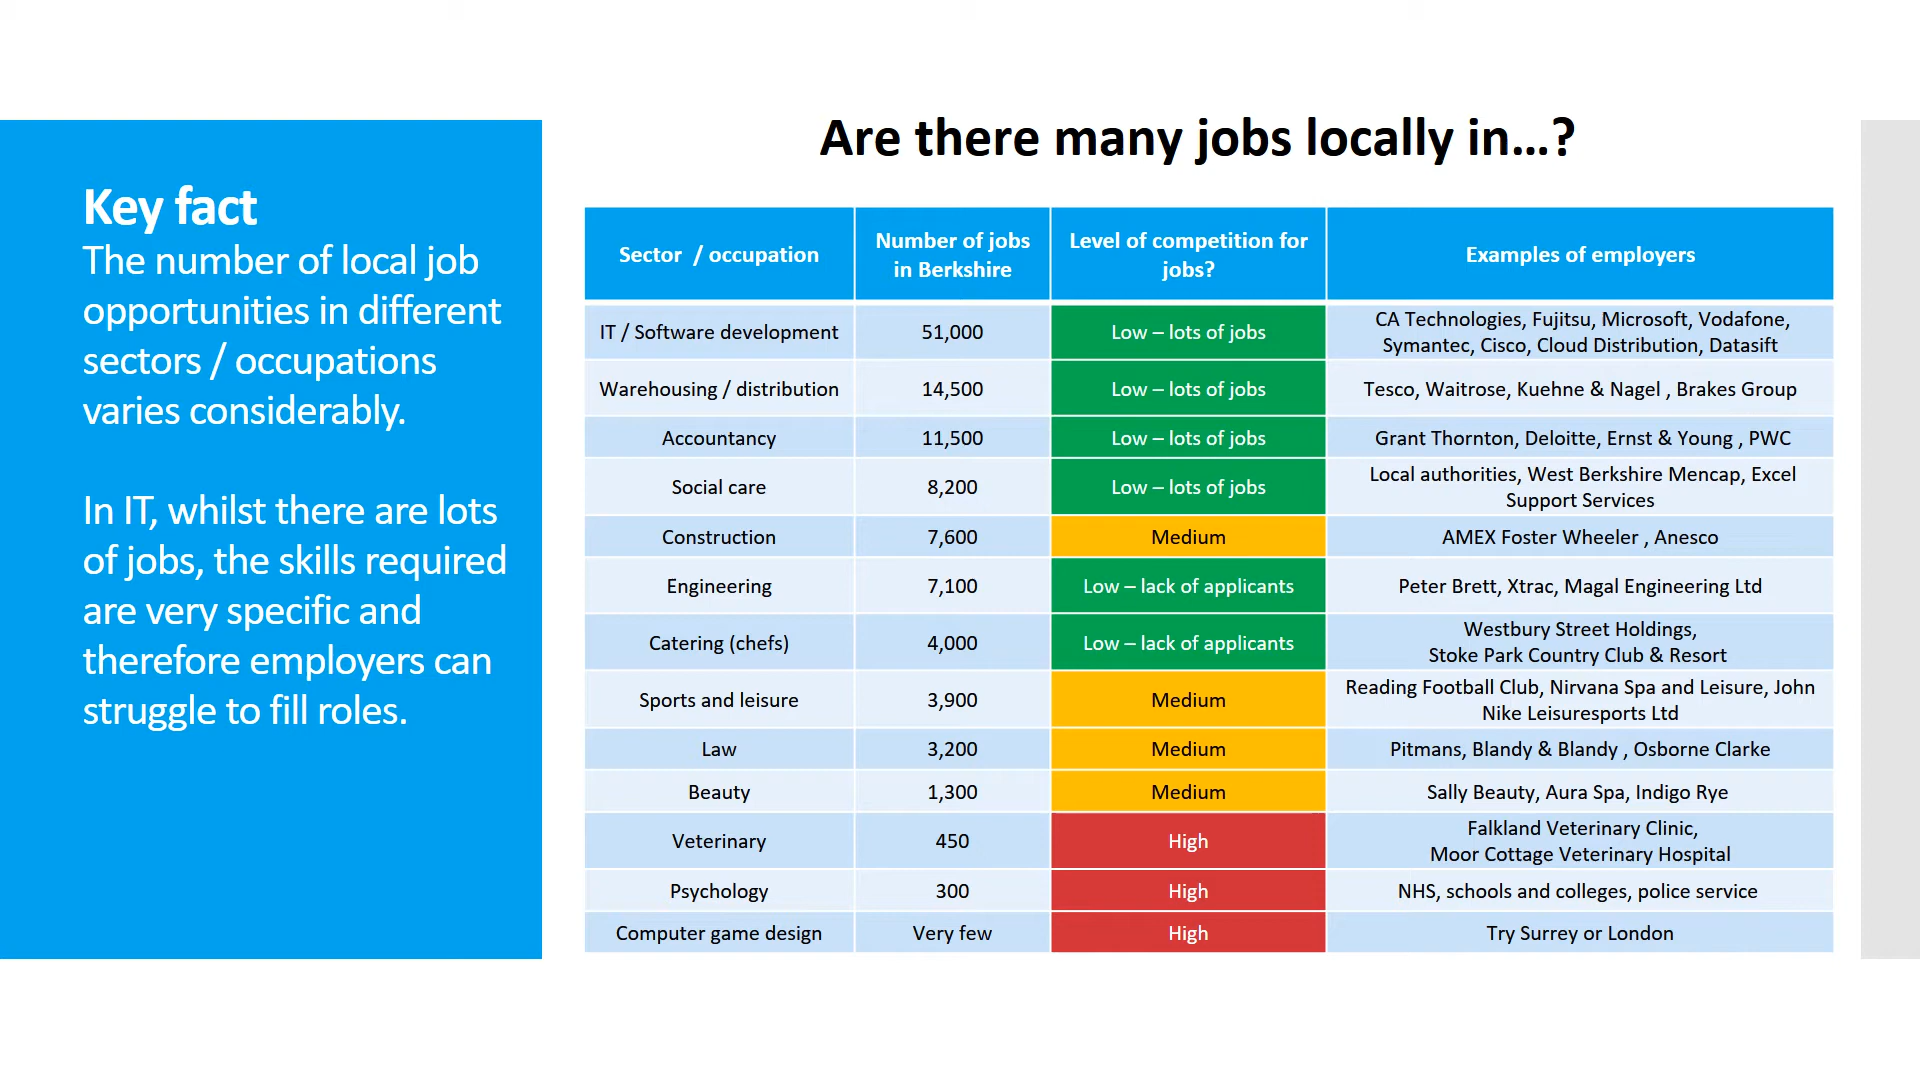 Are there many jobs locally in...?
Key fact
The number of local job
opportunities in different
sectors / occupations
varies considerably.
In IT, whilst there are lots
of jobs, the skills required
are very specific and
therefore employers can
struggle to fill roles.
Sector / occupation
Number of jobs
in Berkshire
Level of competition for
jobs?
Examples of employers
IT / Software development
51,000
Low – lots of jobs
CA Technologies, Fujitsu, Microsoft, Vodafone,
Symantec, Cisco, Cloud Distribution, Datasift
Warehousing / distribution
14,500
Low – lots of jobs
Tesco, Waitrose, Kuehne & Nagel , Brakes Group
Accountancy
11,500
Low – lots of jobs
Grant Thornton, Deloitte, Ernst & Young , PWC
Social care
8,200
Low – lots of jobs
Local authorities, West Berkshire Mencap, Excel
Support Services
Construction
7,600
Medium
AMEX Foster Wheeler , Anesco
Engineering
7,100
Low – lack of applicants
Peter Brett, Xtrac, Magal Engineering Ltd
Catering (chefs)
4,000
Low – lack of applicants
Westbury Street Holdings,
Stoke Park Country Club & Resort
Sports and leisure
3,900
Medium
Reading Football Club, Nirvana Spa and Leisure, John
Nike Leisuresports Ltd
Law
3,200
Medium
Pitmans, Blandy & Blandy , Osborne Clarke
Beauty
1,300
Medium
Sally Beauty, Aura Spa, Indigo Rye
Veterinary
450
High
Falkland Veterinary Clinic,
Moor Cottage Veterinary Hospital
Psychology
300
High
NHS, schools and colleges, police service
Computer game design
Very few
High
Try Surrey or London